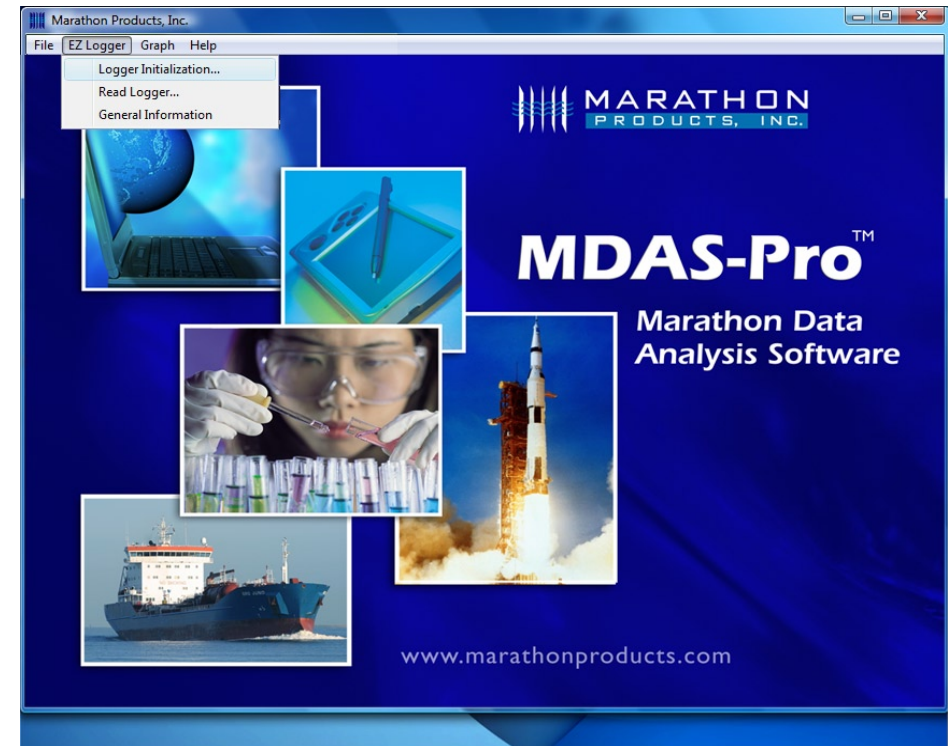 Marathon Products, Inc.
File EZ Logger Graph Help
Logger Initialization...
Read Logger...
General Information
MARATHON
PRODUCTS, INC.
MDAS-Pro™
Marathon Data
Analysis Software
www.marathonproducts.com